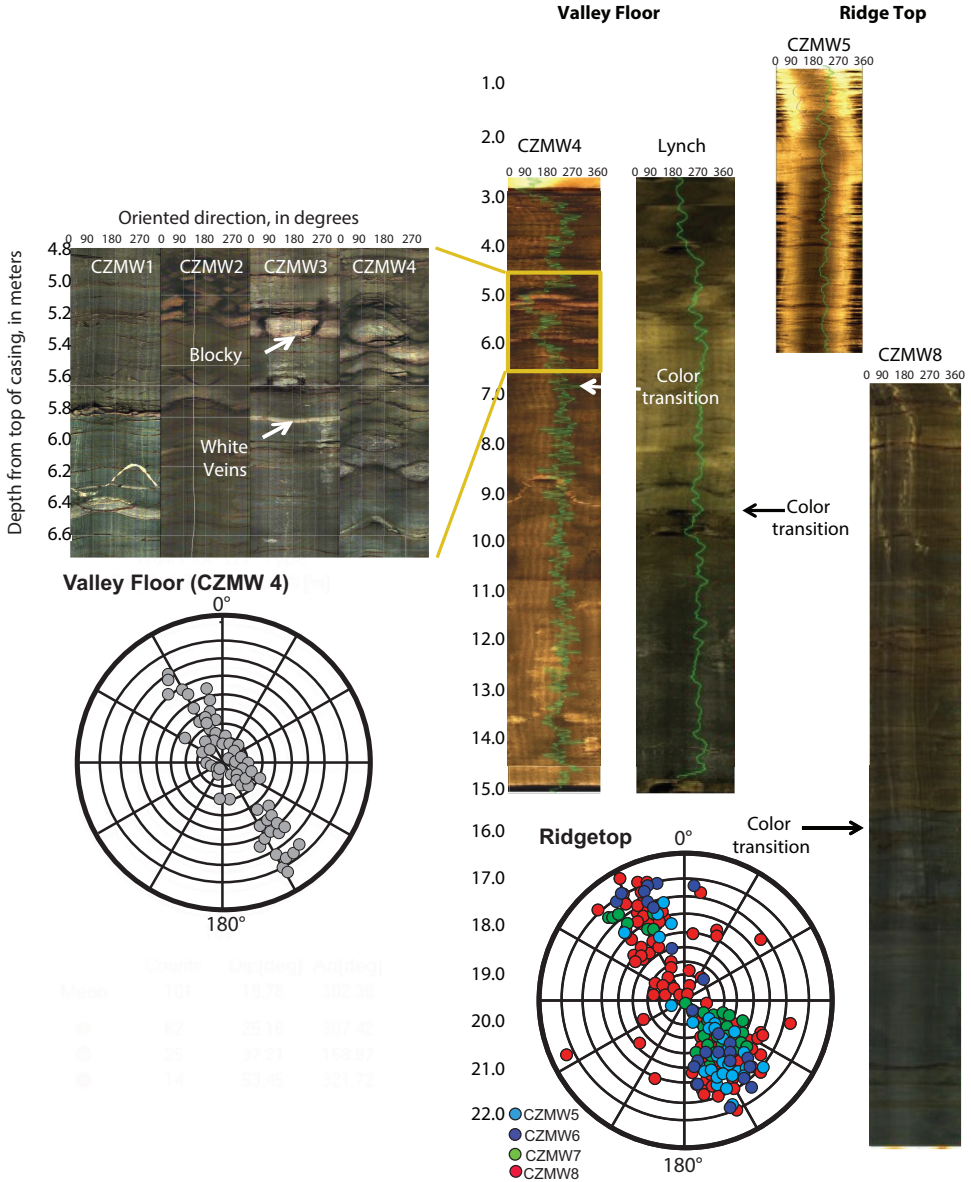 Valley Floor
Ridge Top
CZMW5
0 90 180 270 360
CZMW4
0 90 180 270 360
Lynch
0 90 180 270 360
1.0
2.0
3.0
4.0
5.0
6.0
7.0
8.0
9.0
10.0
11.0
12.0
13.0
14.0
15.0
16.0
17.0
18.0
19.0
20.0
21.0
22.0
Oriented direction, in degrees
0 90 180 270 0 90 180 270 0 90 180 270 0 90 180 270
CZMW1
CZMW2
CZMW3
CZMW4
Depth from top of casing, in meters
4.8
5.0
5.2
5.4
5.6
5.8
6.0
6.2
6.4
6.6
Blocky
White
Veins
Color
transition
Color
transition
CZMW8
0 90 180 360
Color
transition
Valley Floor (CZMW 4)
0°
180°
Ridgetop
0°
180°
CZMW5
CZMW6
CZMW7
CZMW8